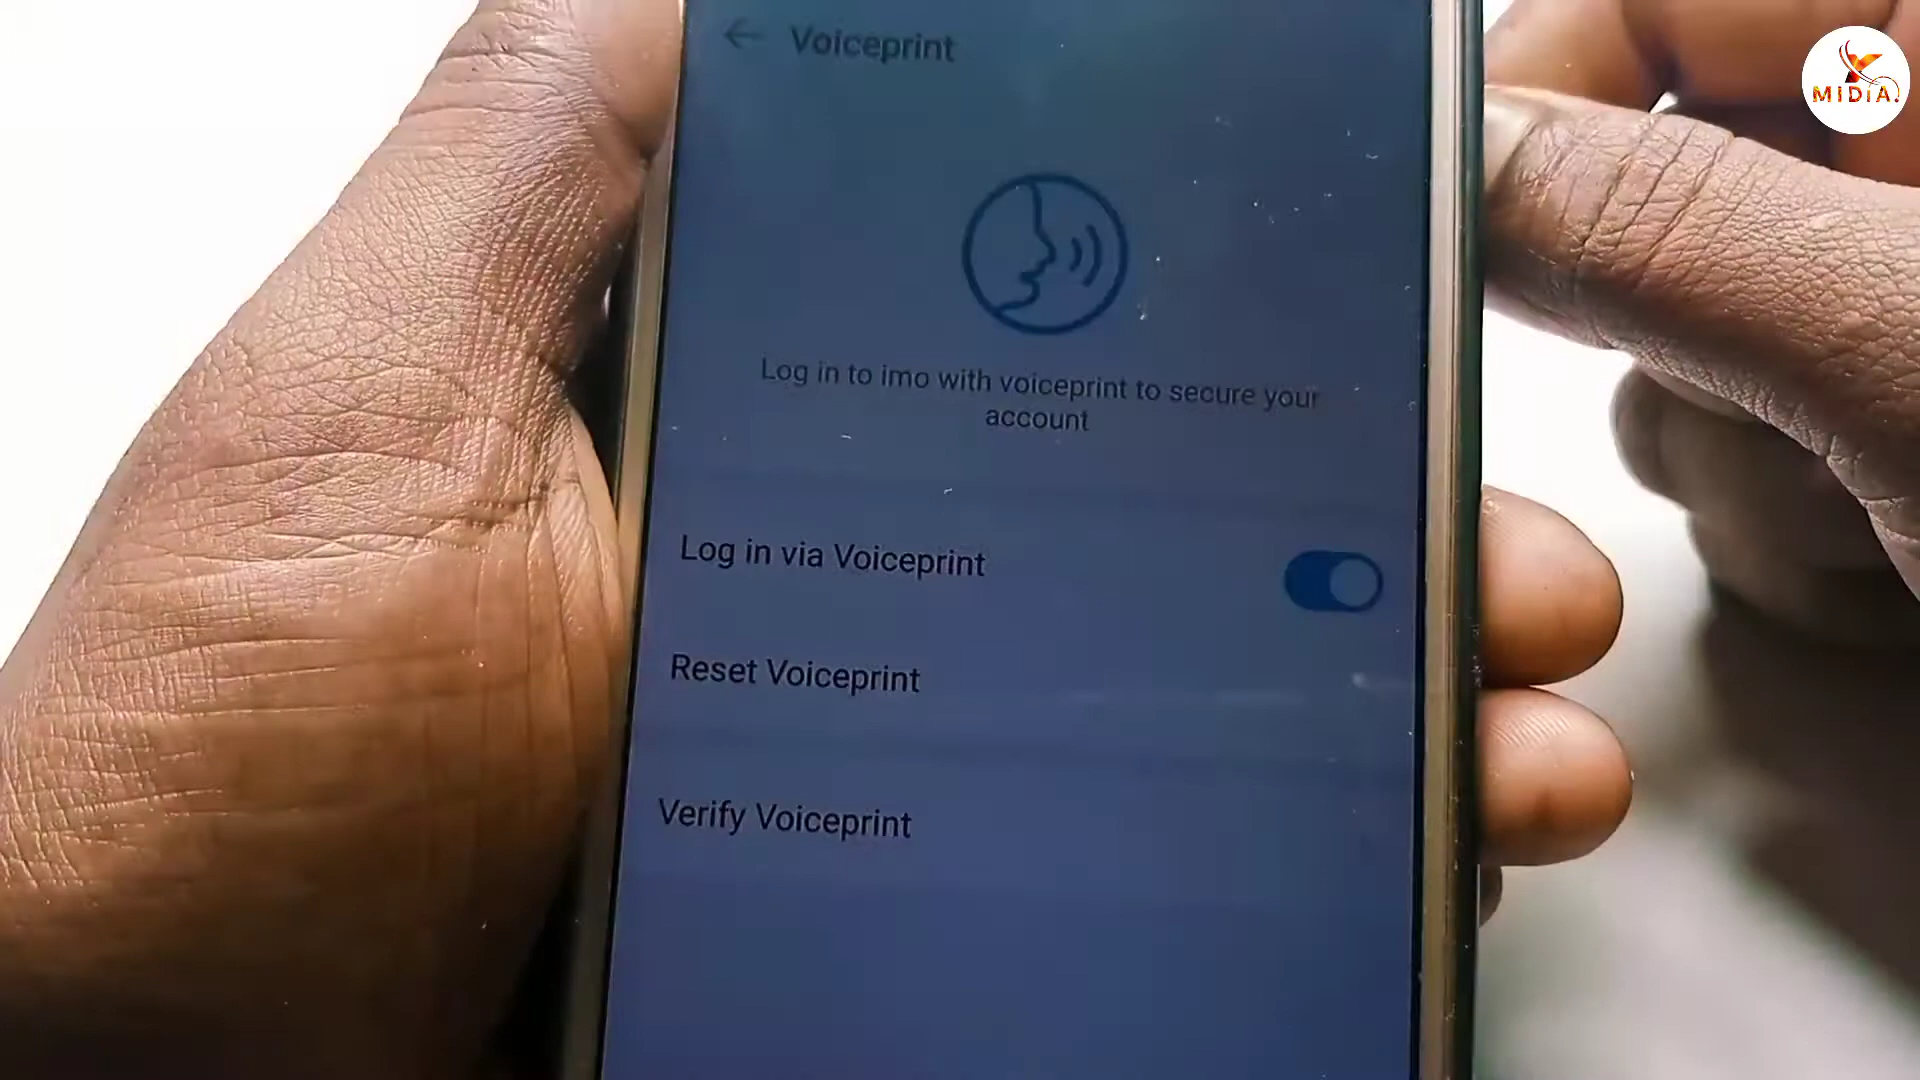 Voiceprint
MIDIA.
Log in to imo with voiceprint to secure your
account
Log in via Voiceprint
Reset Voiceprint
Verify Voiceprint